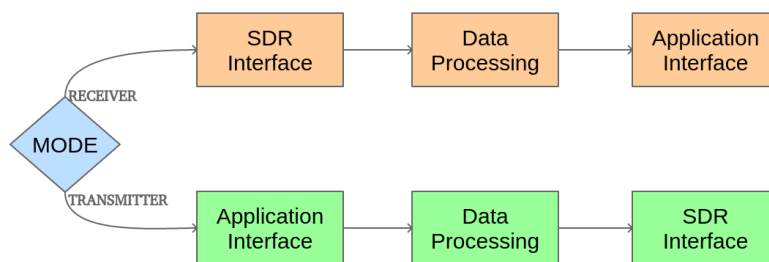 SDR
Interface
Data
Processing
Application
Interface
RECEIVER
MODE
TRANSMITTER
Application
Interface
Data
Processing
SDR
Interface